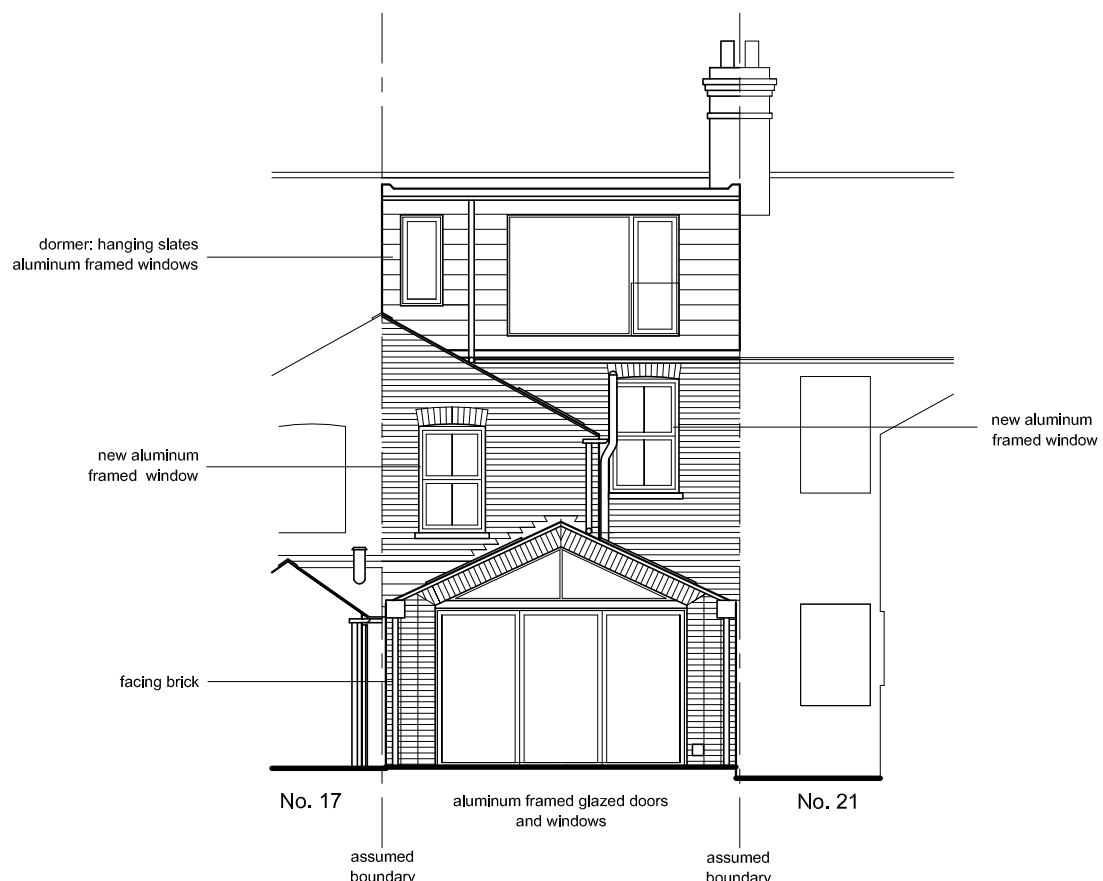 dormer: hanging slates
aluminum framed windows
new aluminum
framed window
new aluminum
framed window
facing brick
No. 17
aluminum framed glazed doors
and windows
No. 21
assumed
boundary
assumed
boundary